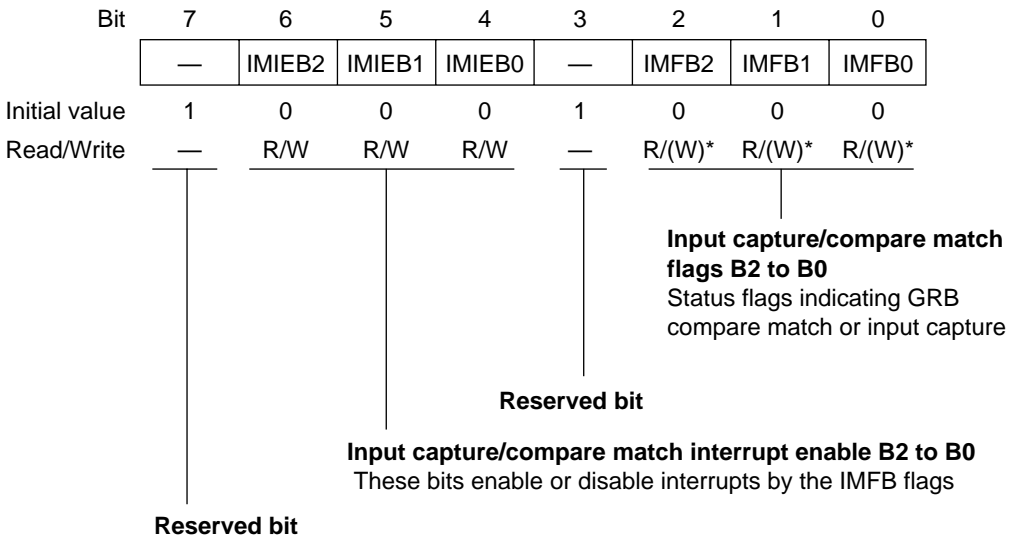 Bit 7 6 5 4 3 2 1 0
— IMIEB2 IMIEB1 IMIEB0 — IMFB2 IMFB1 IMFB0
Initial value 1 0 0 0 1 0 0 0
Read/Write — R/W R/W R/W — R/(W)* R/(W)* R/(W)*
Input capture/compare match
flags B2 to B0
Status flags indicating GRB
compare match or input capture
Reserved bit
Input capture/compare match interrupt enable B2 to B0
These bits enable or disable interrupts by the IMFB flags
Reserved bit